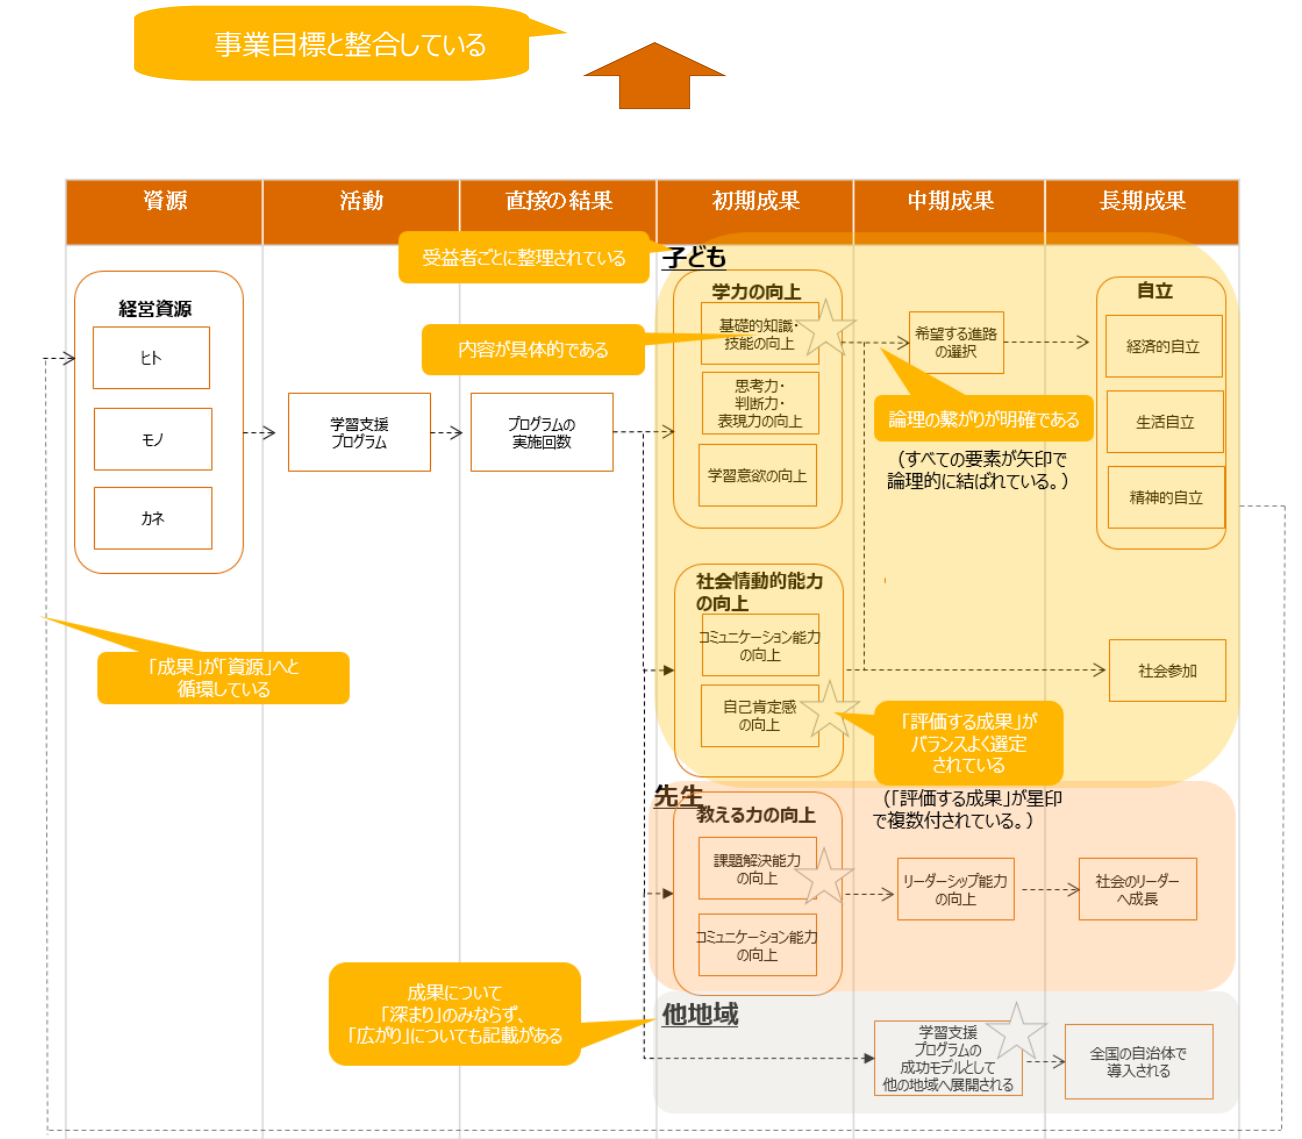 事業目標と整合している
資源
活動
直接の結果
初期成果
中期成果
長期成果
受益者ごとに整理されている
子ども
経営資源
ヒト
モノ
カネ
学習支援
プログラム
プログラムの
実施回数
内容が具体的である
学力の向上
基礎的知識・
技能の向上
思考力・
判断力・
表現力の向上
学習意欲の向上
希望する進路
の選択
論理の繋がりが明確である
（すべての要素が矢印で
論理的に結ばれている。）
自立
経済的自立
生活自立
精神的自立
社会情動的能力
の向上
コミュニケーション能力
の向上
自己肯定感
の向上
社会参加
「成果」が「資源」へと
循環している
「評価する成果」が
バランスよく選定
されている
（「評価する成果」が星印
で複数付されている。）
先生
教える力の向上
課題解決能力
の向上
コミュニケーション能力
の向上
リーダーシップ能力
の向上
社会のリーダー
へ成長
成果について
「深まり」のみならず、
「広がり」についても記載がある
他地域
学習支援
プログラムの
成功モデルとして
他の地域へ展開される
全国の自治体で
導入される